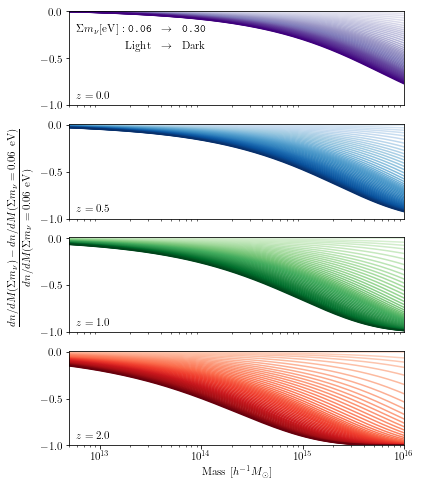 0.0
−0.5
−1.0
Σm_ν[eV] : 0.06 → 0.30
Light → Dark
z = 0.0
0.0
−0.5
−1.0
z = 0.5
0.0
−0.5
−1.0
z = 1.0
0.0
−0.5
−1.0
z = 2.0
dn/dM(Σm_ν) − dn/dM(Σm_ν = 0.06 eV)
dn/dM(Σm_ν = 0.06 eV)
10^13 10^14 10^15 10^16
Mass [h^−1 M_⊙]